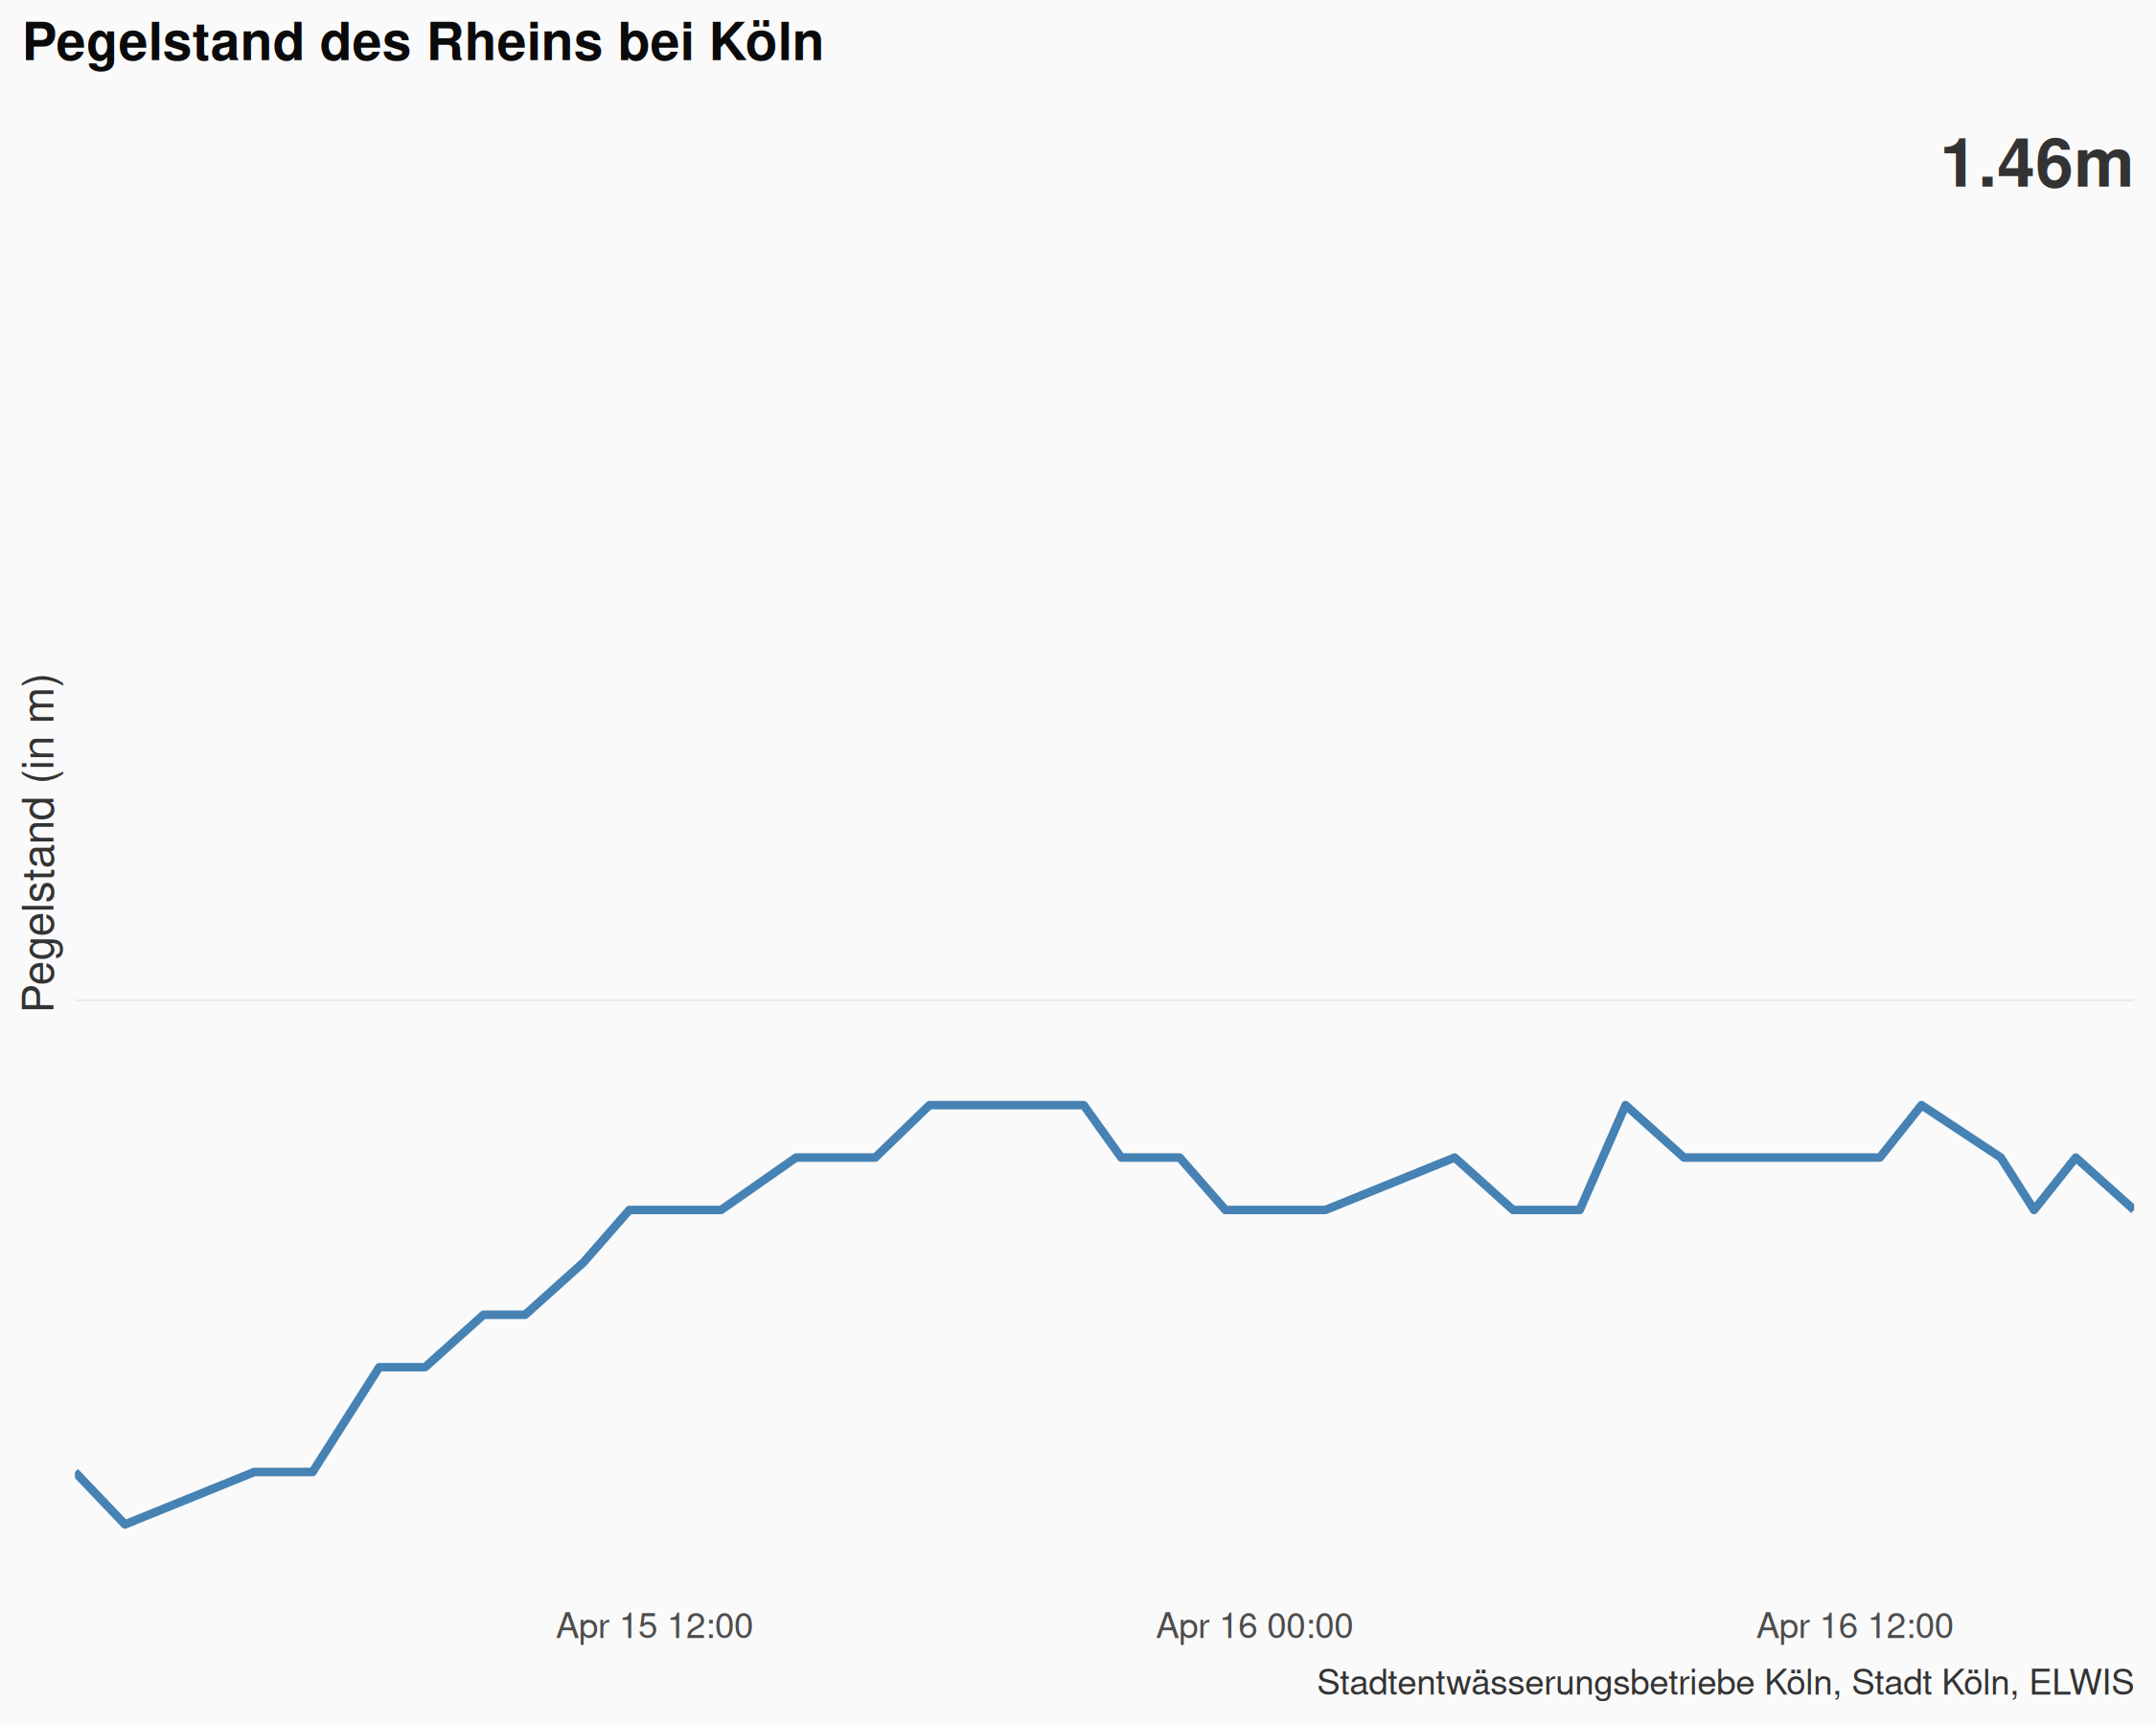 Pegelstand des Rheins bei Köln
1.46m
Pegelstand (in m)
Apr 15 12:00
Apr 16 00:00
Apr 16 12:00
Stadtentwässerungsbetriebe Köln, Stadt Köln, ELWIS